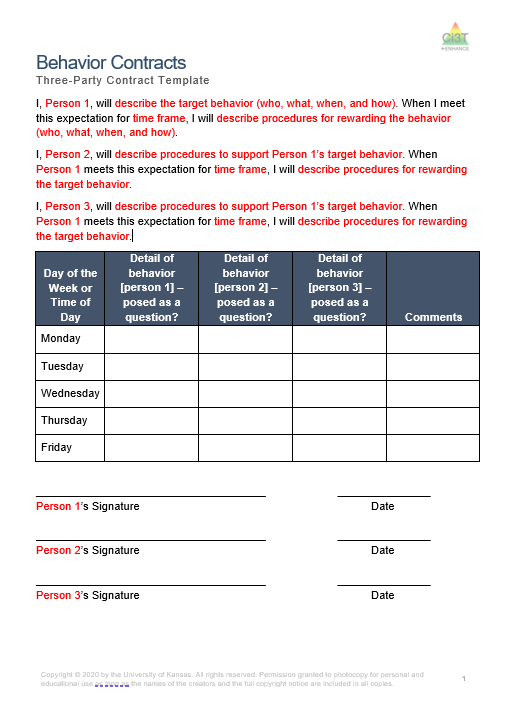 Ci3T
+ENHANCE
Behavior Contracts
Three-Party Contract Template
I, Person 1, will describe the target behavior (who, what, when, and how). When I meet
this expectation for time frame, I will describe procedures for rewarding the behavior
(who, what, when, and how).
I, Person 2, will describe procedures to support Person 1's target behavior. When
Person 1 meets this expectation for time frame, I will describe procedures for rewarding
the target behavior.
I, Person 3, will describe procedures to support Person 1's target behavior. When
Person 1 meets this expectation for time frame, I will describe procedures for rewarding
the target behavior.
Day of the
Week or
Time of
Day
Detail of
behavior
[person 1] –
posed as a
question?
Detail of
behavior
[person 2] –
posed as a
question?
Detail of
behavior
[person 3] –
posed as a
question?
Comments
Monday
Tuesday
Wednesday
Thursday
Friday
Person 1's Signature
Date
Person 2's Signature
Date
Person 3's Signature
Date
Copyright © 2020 by the University of Kansas. All rights reserved. Permission granted to photocopy for personal and
educational use as long as the names of the creators and the full copyright notice are included in all copies.
1